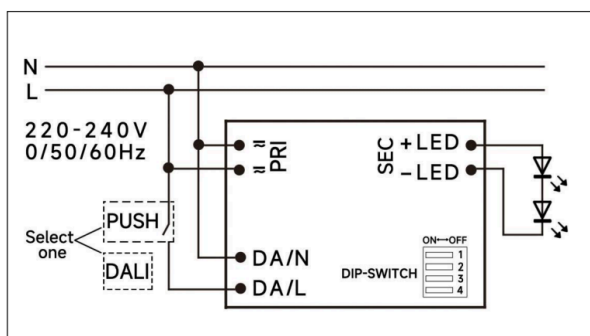 N
L
220-240V
0/50/60Hz
Select
one
PUSH
DALI
≂ PRI
≂
DA/N
DA/L
SEC
+LED
-LED
DIP-SWITCH
ON↔OFF
1
2
3
4